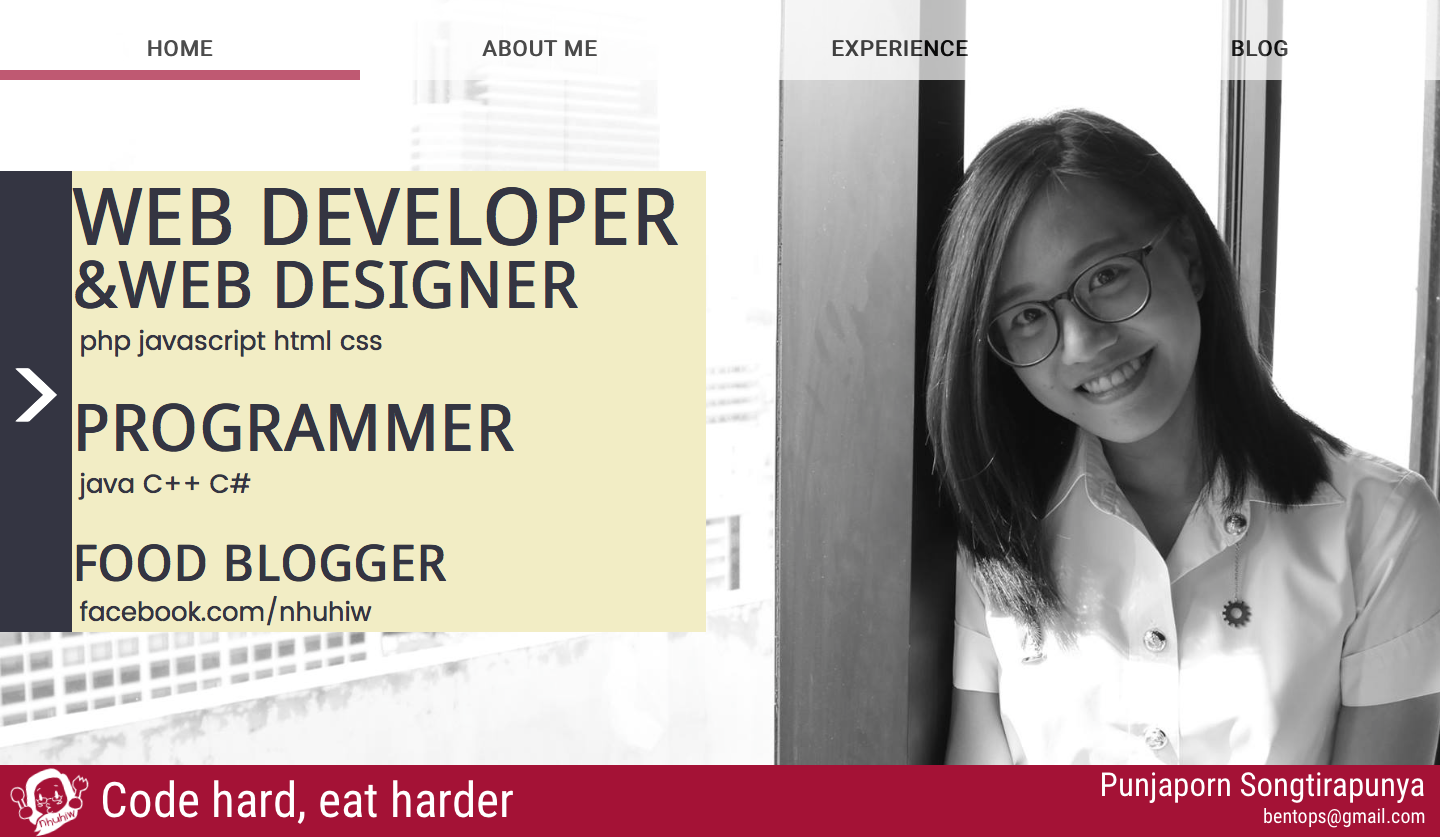 HOME
ABOUT ME
EXPERIENCE
BLOG
WEB DEVELOPER
&WEB DESIGNER
php javascript html css
PROGRAMMER
java C++ C#
FOOD BLOGGER
facebook.com/nhuhiw
nhuhiw
Code hard, eat harder
Punjaporn Songtirapunya
bentops@gmail.com